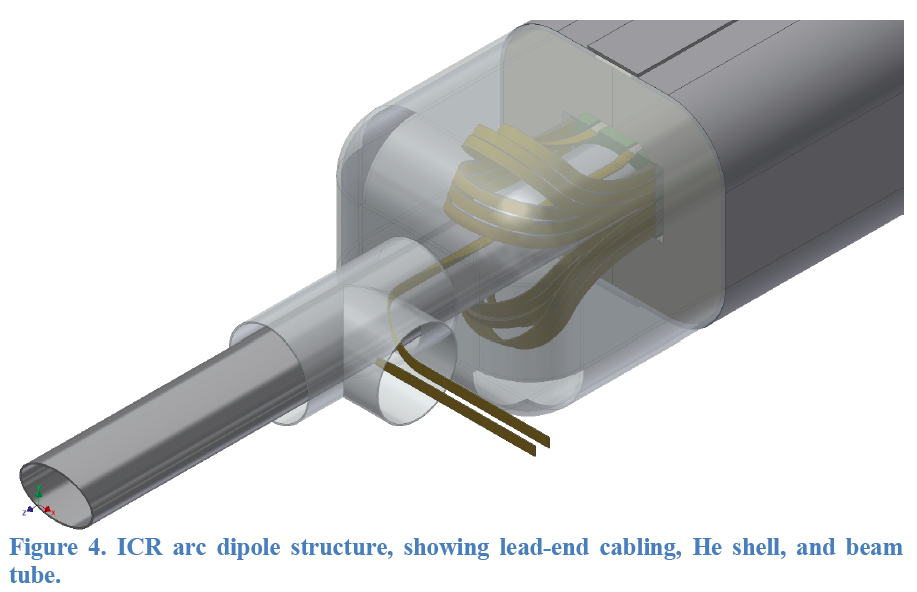 Figure 4. ICR arc dipole structure, showing lead-end cabling, He shell, and beam
tube.